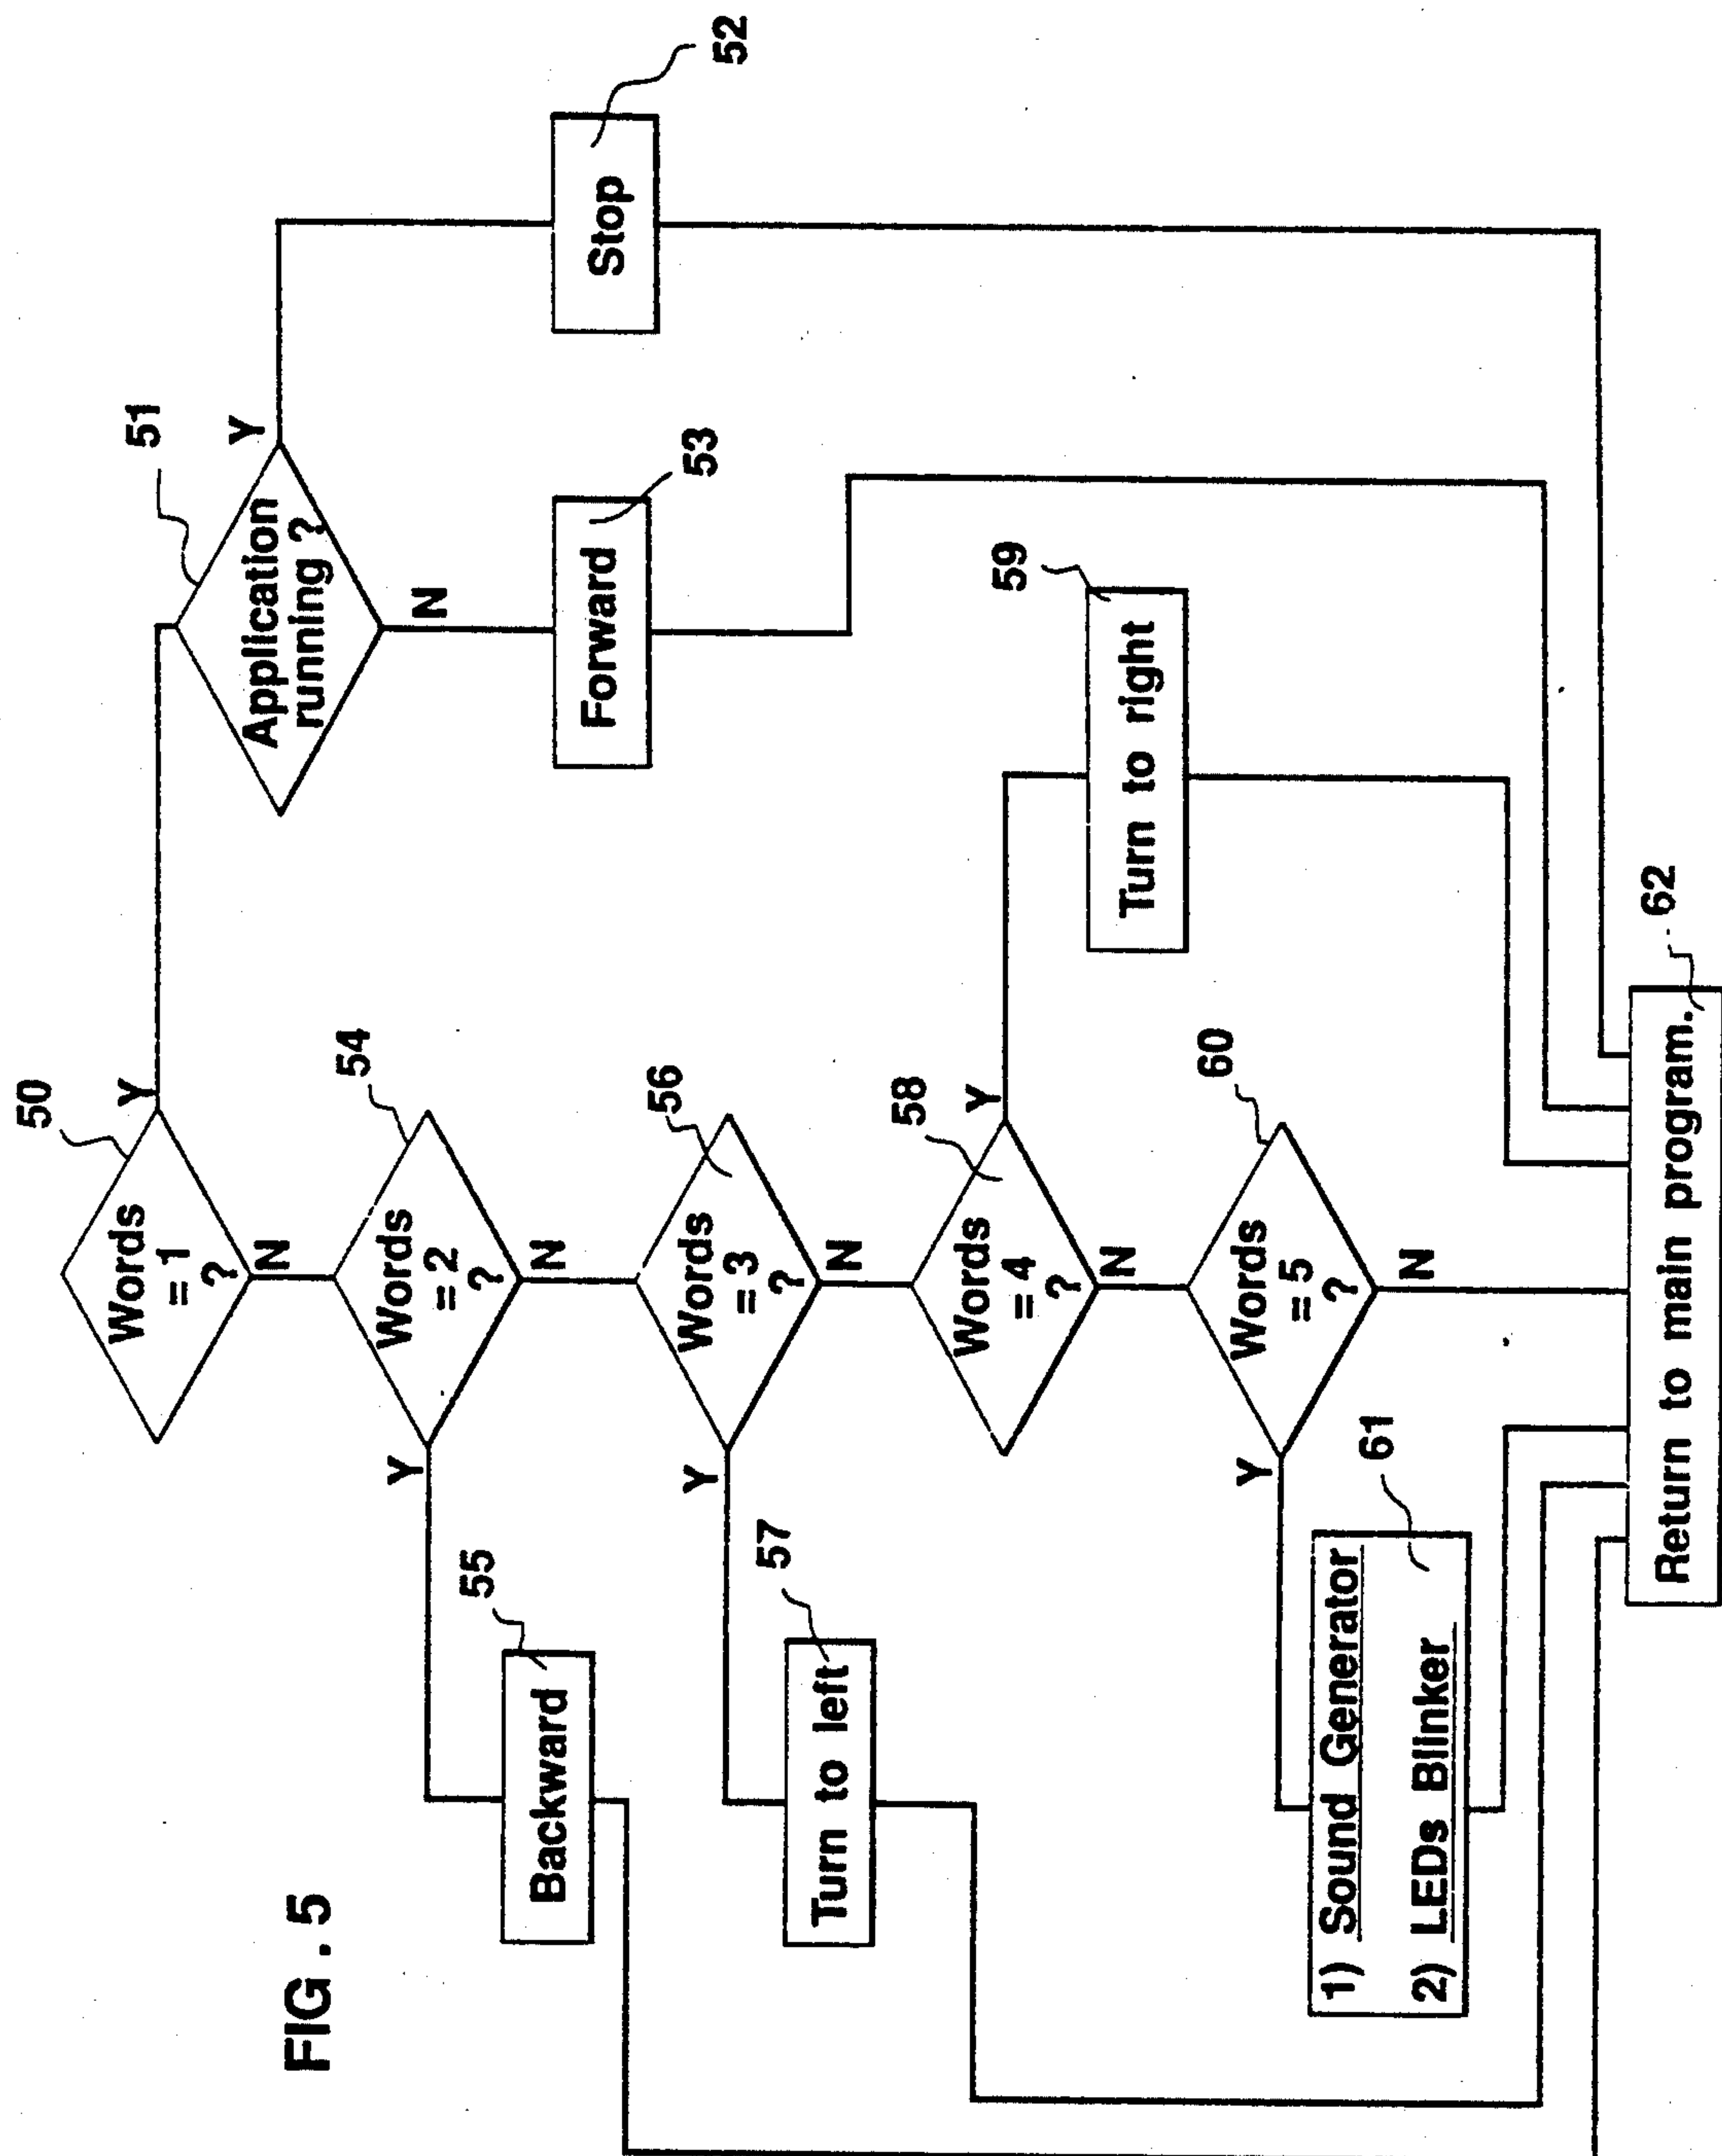 FIG. 5
50
Words
= 1
?
Y
N
51
Application
running ?
Y
N
52
Stop
53
Forward
54
Words
= 2
?
Y
N
55
Backward
56
Words
= 3
?
Y
N
57
Turn to left
58
Words
= 4
?
Y
N
59
Turn to right
60
Words
= 5
?
Y
N
61
1) Sound Generator
2) LEDs Blinker
62
Return to main program.